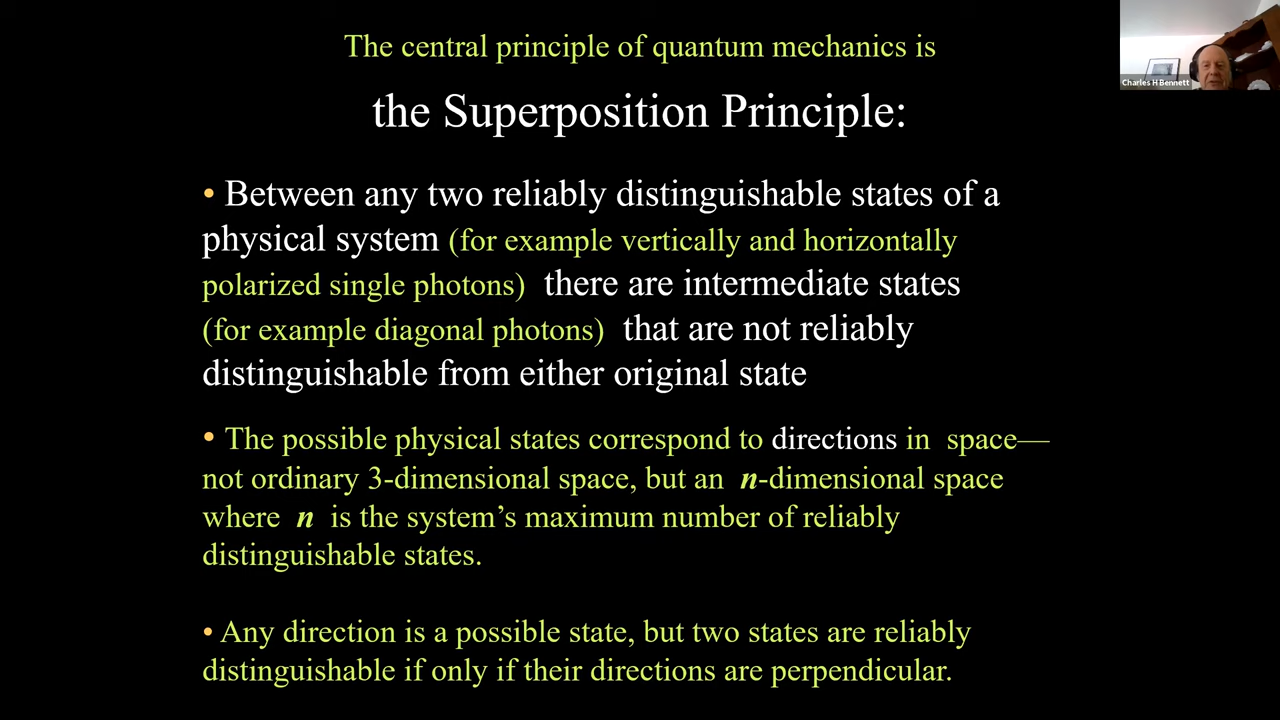 The central principle of quantum mechanics is
the Superposition Principle:
Charles H Bennett
• Between any two reliably distinguishable states of a
physical system (for example vertically and horizontally
polarized single photons) there are intermediate states
(for example diagonal photons) that are not reliably
distinguishable from either original state
• The possible physical states correspond to directions in space—
not ordinary 3-dimensional space, but an n-dimensional space
where n is the system’s maximum number of reliably
distinguishable states.
• Any direction is a possible state, but two states are reliably
distinguishable if only if their directions are perpendicular.